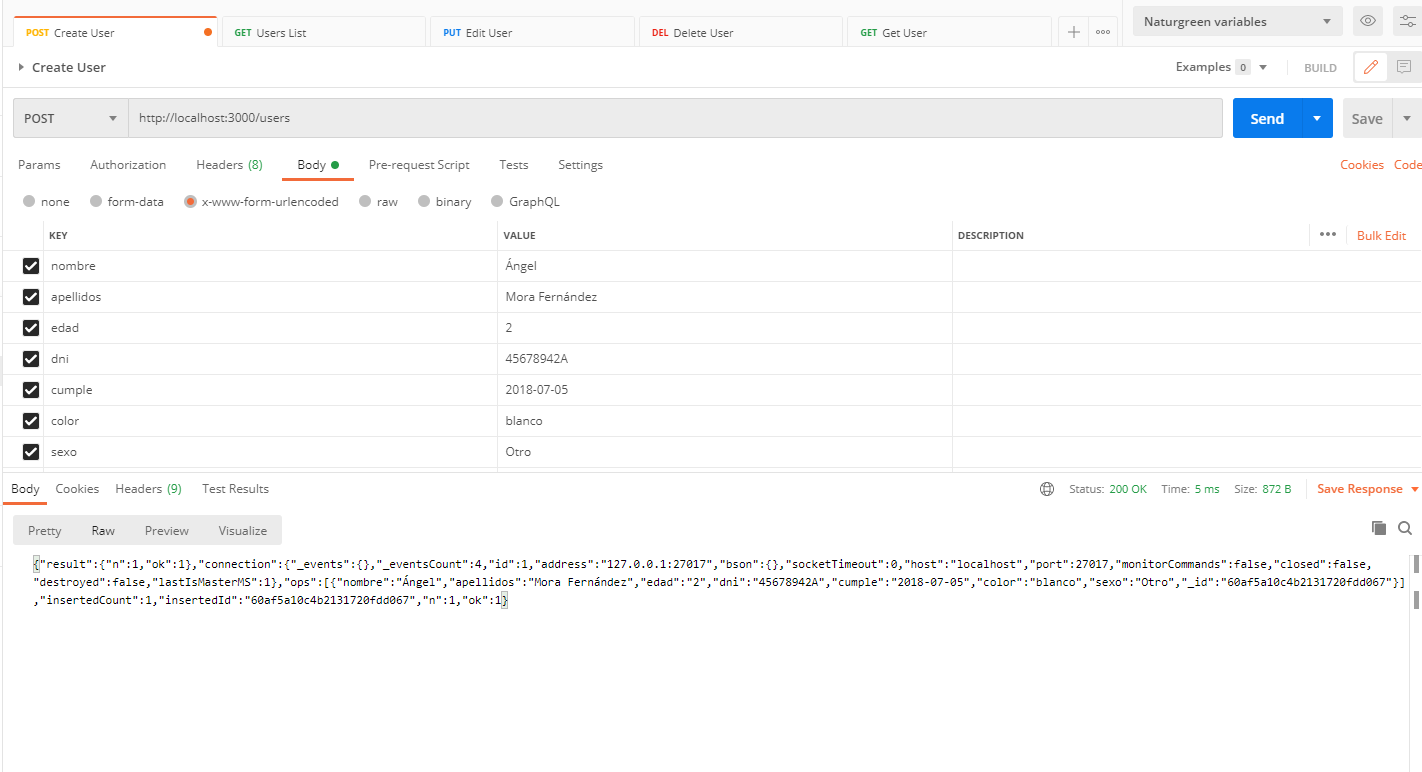 POST Create User
GET Users List
PUT Edit User
DEL Delete User
GET Get User
Naturgreen variables
Create User
Examples 0
BUILD
POST
http://localhost:3000/users
Send
Save
Params Authorization Headers (8) Body Pre-request Script Tests Settings
Cookies Code
none form-data x-www-form-urlencoded raw binary GraphQL
KEY VALUE DESCRIPTION
Bulk Edit
nombre Ángel
apellidos Mora Fernández
edad 2
dni 45678942A
cumple 2018-07-05
color blanco
sexo Otro
Body Cookies Headers (9) Test Results
Status: 200 OK Time: 5 ms Size: 872 B Save Response
Pretty Raw Preview Visualize
{"result":{"n":1,"ok":1},"connection":{"_events":{},"_eventsCount":4,"id":1,"address":"127.0.0.1:27017","bson":{},"socketTimeout":0,"host":"localhost","port":27017,"monitorCommands":false,"closed":false,
"destroyed":false,"lastIsMasterMS":1},"ops":[{"nombre":"Ángel","apellidos":"Mora Fernández","edad":"2","dni":"45678942A","cumple":"2018-07-05","color":"blanco","sexo":"Otro","_id":"60af5a10c4b2131720fdd067"}]
,"insertedCount":1,"insertedId":"60af5a10c4b2131720fdd067","n":1,"ok":1}